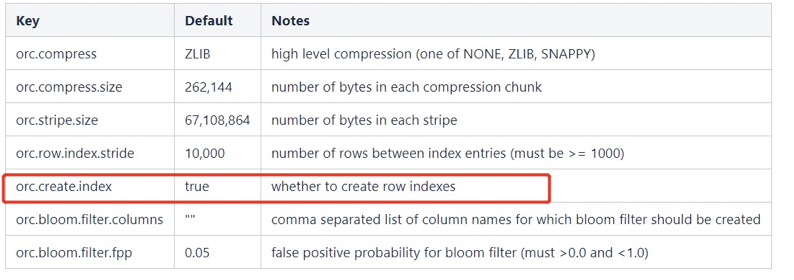 Key Default Notes
orc.compress ZLIB high level compression (one of NONE, ZLIB, SNAPPY)
orc.compress.size 262,144 number of bytes in each compression chunk
orc.stripe.size 67,108,864 number of bytes in each stripe
orc.row.index.stride 10,000 number of rows between index entries (must be >= 1000)
orc.create.index true whether to create row indexes
orc.bloom.filter.columns "" comma separated list of column names for which bloom filter should be created
orc.bloom.filter.fpp 0.05 false positive probability for bloom filter (must >0.0 and <1.0)